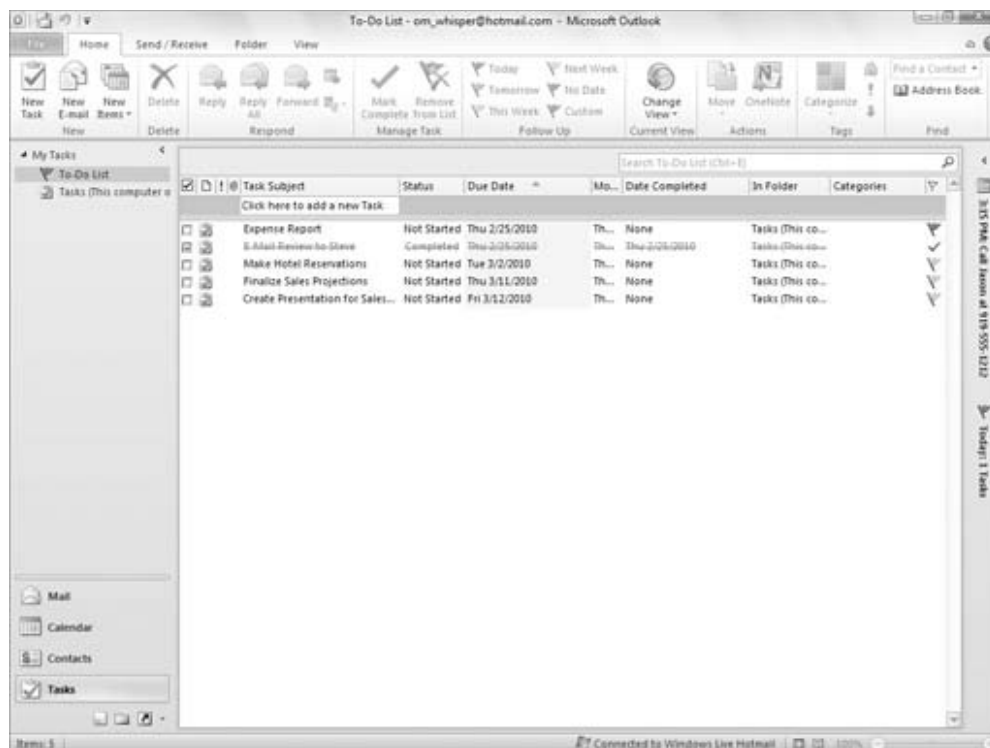 To-Do List - om_whisper@hotmail.com - Microsoft Outlook
File Home Send / Receive Folder View
New Task
New E-mail
New Items
New
Delete
Delete
Reply
Reply All
Forward
Respond
Mark Complete
Remove from List
Manage Task
Today
Tomorrow
This Week
Next Week
No Date
Custom
Follow Up
Change View
Current View
Move
OneNote
Actions
Categorize
Tags
Find a Contact
Address Book
Find
My Tasks
To-Do List
Tasks (This computer o
Search To-Do List (Ctrl+E)
Task Subject Status Due Date Mo... Date Completed In Folder Categories
Click here to add a new Task
Expense Report Not Started Thu 2/25/2010 Th... None Tasks (This co...
E-Mail Review to Steve Completed Thu 2/25/2010 Th... Thu 2/25/2010 Tasks (This co...
Make Hotel Reservations Not Started Tue 3/2/2010 Th... None Tasks (This co...
Finalize Sales Projections Not Started Thu 3/11/2010 Th... None Tasks (This co...
Create Presentation for Sales... Not Started Fri 3/12/2010 Th... None Tasks (This co...
3:15 PM: Call Jason at 919-555-1212
Today: 1 Tasks
Mail
Calendar
Contacts
Tasks
Items: 5
Connected to Windows Live Hotmail
100%